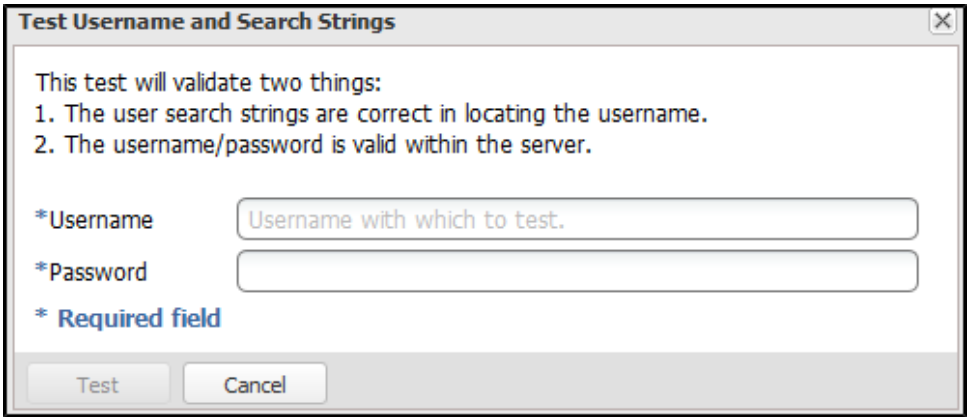 Test Username and Search Strings
This test will validate two things:
1. The user search strings are correct in locating the username.
2. The username/password is valid within the server.
*Username
Username with which to test.
*Password
* Required field
Test
Cancel